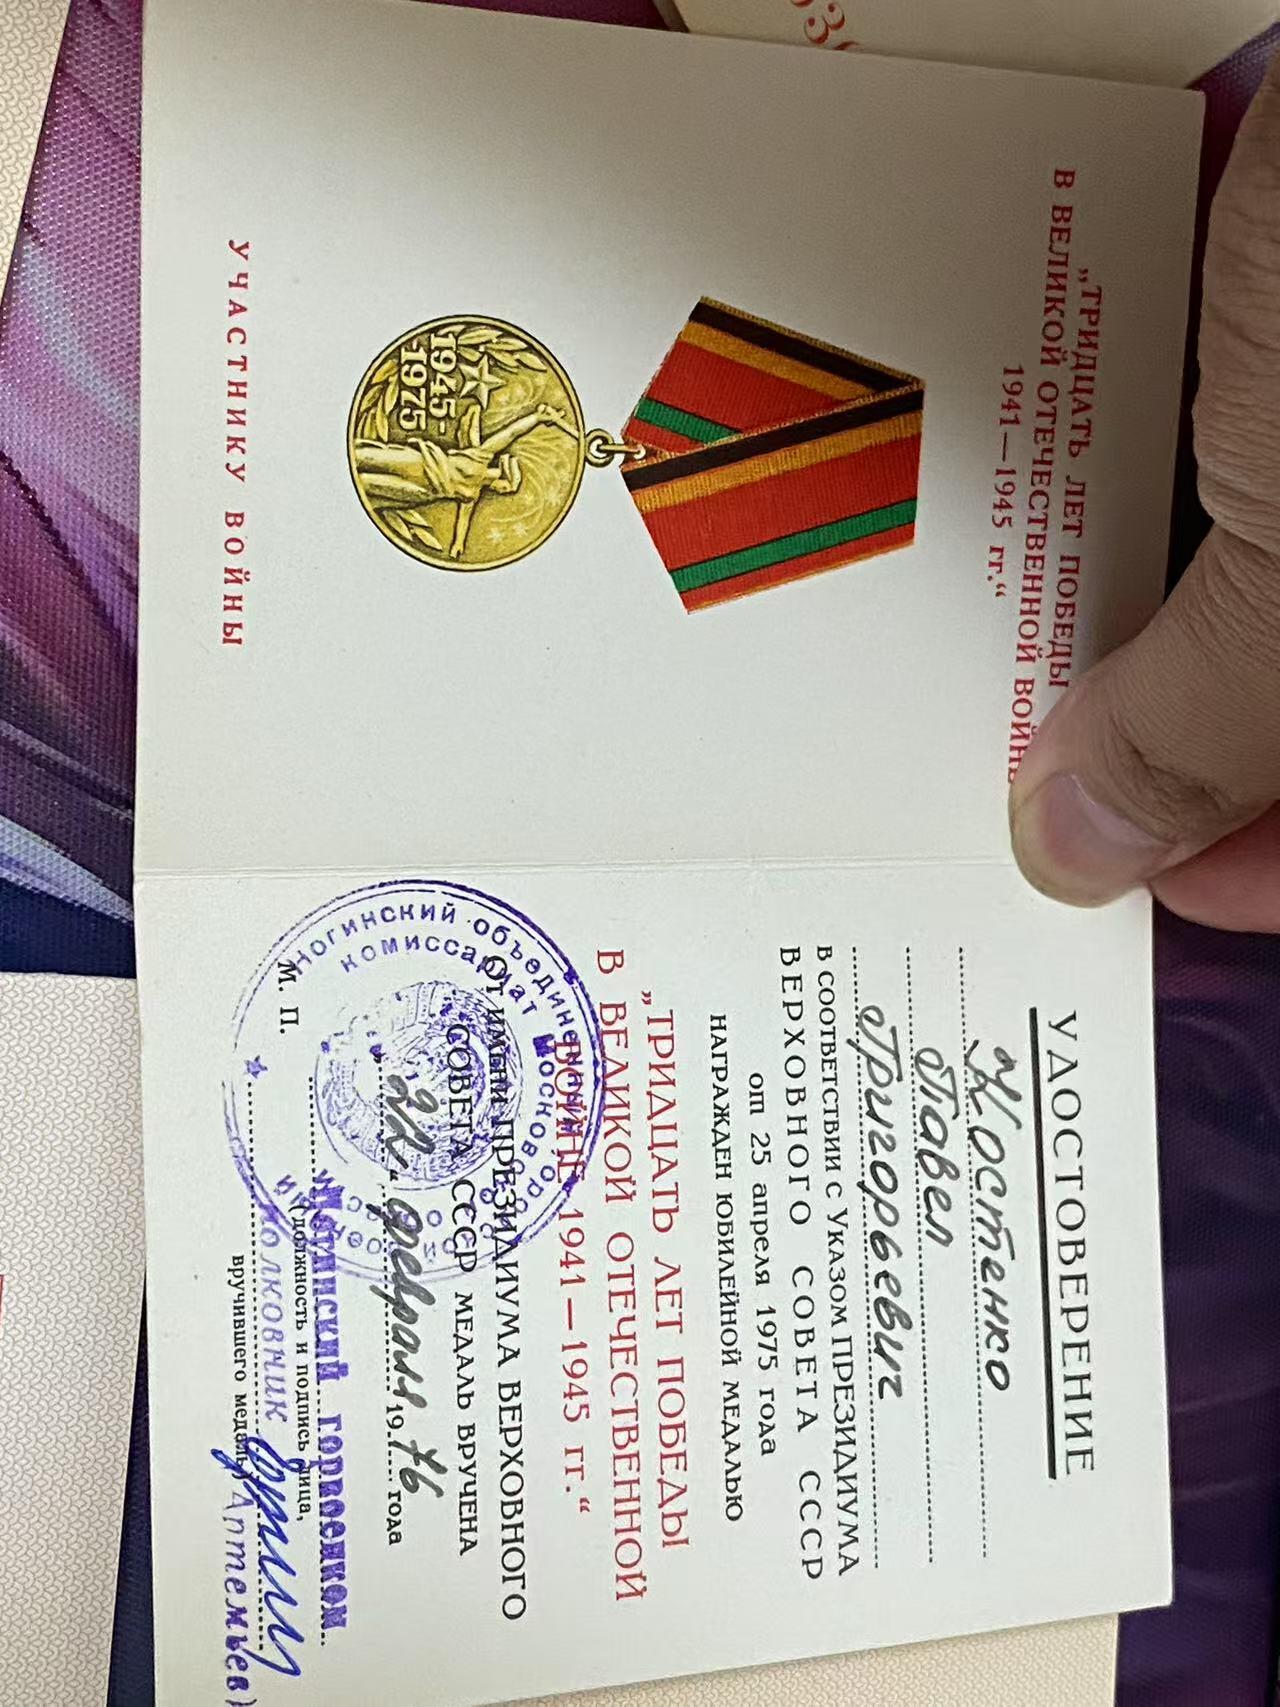 „ТРИДЦАТЬ ЛЕТ ПОБЕДЫ
В ВЕЛИКОЙ ОТЕЧЕСТВЕННОЙ ВОЙНЕ
1941—1945 гг.“
1945-
1975
УЧАСТНИКУ ВОЙНЫ
УДОСТОВЕРЕНИЕ
Костенко
Павел
Григорьевич
В СООТВЕТСТВИИ С УКАЗОМ ПРЕЗИДИУМА
ВЕРХОВНОГО СОВЕТА СССР
от 25 апреля 1975 года
НАГРАЖДЕН ЮБИЛЕЙНОЙ МЕДАЛЬЮ
„ТРИДЦАТЬ ЛЕТ ПОБЕДЫ
В ВЕЛИКОЙ ОТЕЧЕСТВЕННОЙ
ВОЙНЕ 1941—1945 гг.“
ОТ ИМЕНИ ПРЕЗИДИУМА ВЕРХОВНОГО
СОВЕТА СССР МЕДАЛЬ ВРУЧЕНА
„22“ февраля 1976 года
НОГИНСКИЙ ОБЪЕДИНЕННЫЙ
КОМИССАРИАТ МОСКОВСКОЙ
М. П.
Ногинский горвоенком
(должность и подпись лица,
Полковник
вручившего медаль)
Артемьев)